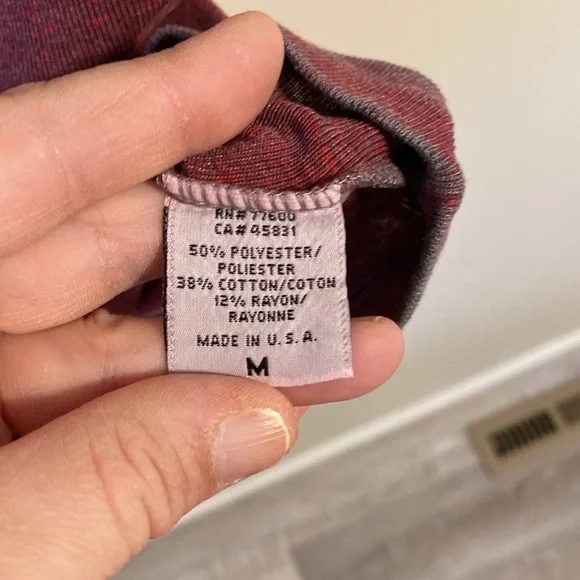 RN# 77600
CA# 45831
50% POLYESTER/
POLIESTER
38% COTTON/COTON
12% RAYON/
RAYONNE
MADE IN U.S.A.
M